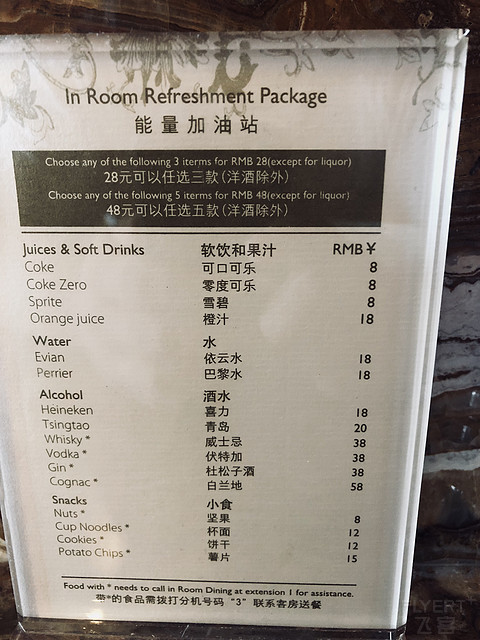 In Room Refreshment Package
能量加油站
Choose any of the following 3 iterms for RMB 28(except for liquor)
28元可以任选三款(洋酒除外)
Choose any of the following 5 iterms for RMB 48(except for liquor)
48元可以任选五款(洋酒除外)
Juices & Soft Drinks 软饮和果汁 RMB¥
Coke 可口可乐 8
Coke Zero 零度可乐 8
Sprite 雪碧 8
Orange juice 橙汁 18
Water 水
Evian 依云水 18
Perrier 巴黎水 18
Alcohol 酒水
Heineken 喜力 18
Tsingtao 青岛 20
Whisky * 威士忌 38
Vodka * 伏特加 38
Gin * 杜松子酒 38
Cognac * 白兰地 58
Snacks 小食
Nuts * 坚果 8
Cup Noodles * 杯面 12
Cookies * 饼干 12
Potato Chips * 薯片 15
Food with * needs to call in Room Dining at extension 1 for assistance.
带*的食品需拨打分机号码“3”联系客房送餐
FLYERT
飞客